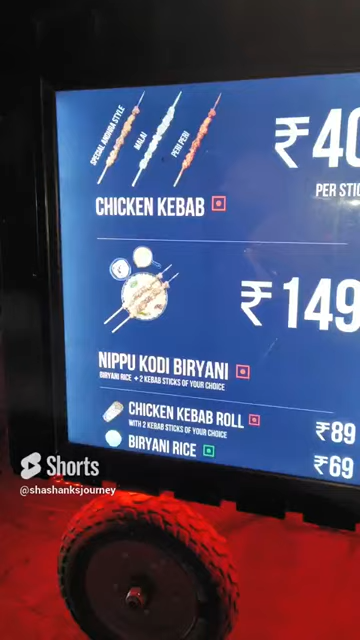 SPECIAL ANDHRA STYLE
MALAI
PERI PERI
₹40
PER STIC
CHICKEN KEBAB
₹149
NIPPU KODI BIRYANI
BIRYANI RICE + 2 KEBAB STICKS OF YOUR CHOICE
CHICKEN KEBAB ROLL
WITH 2 KEBAB STICKS OF YOUR CHOICE
₹89
BIRYANI RICE
₹69
Shorts
@shashanksjourney